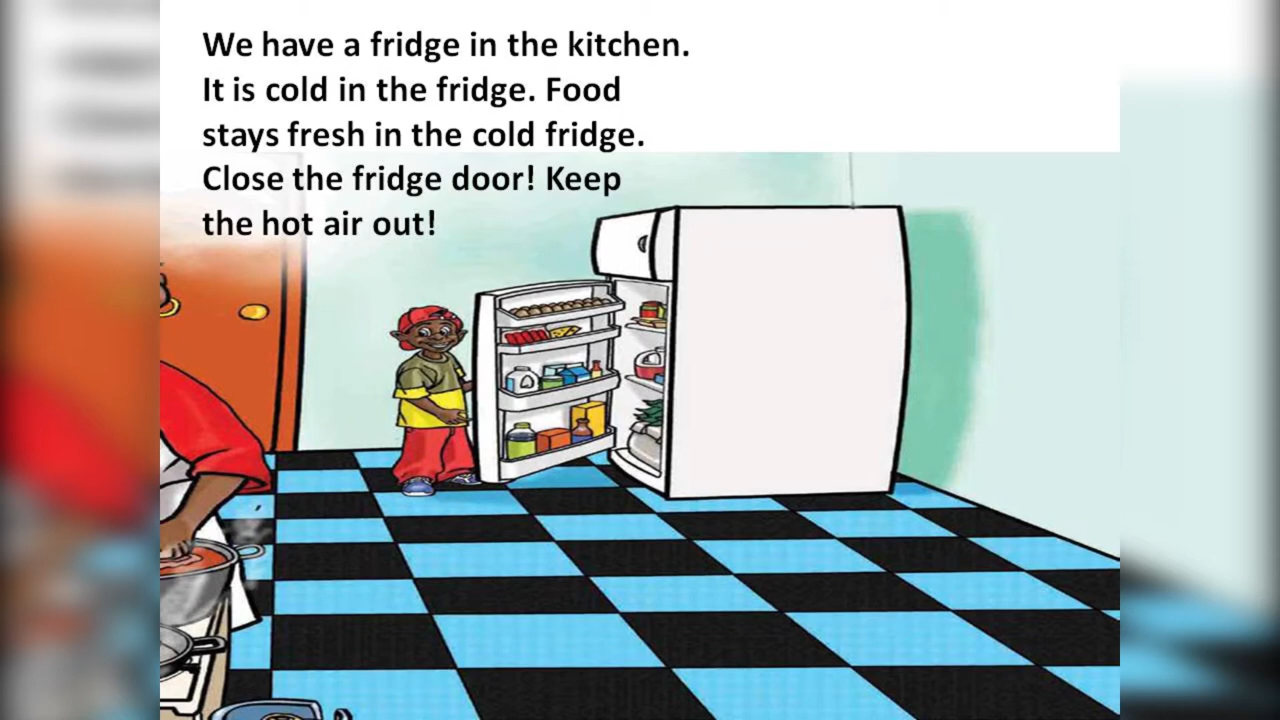 We have a fridge in the kitchen.
It is cold in the fridge. Food
stays fresh in the cold fridge.
Close the fridge door! Keep
the hot air out!